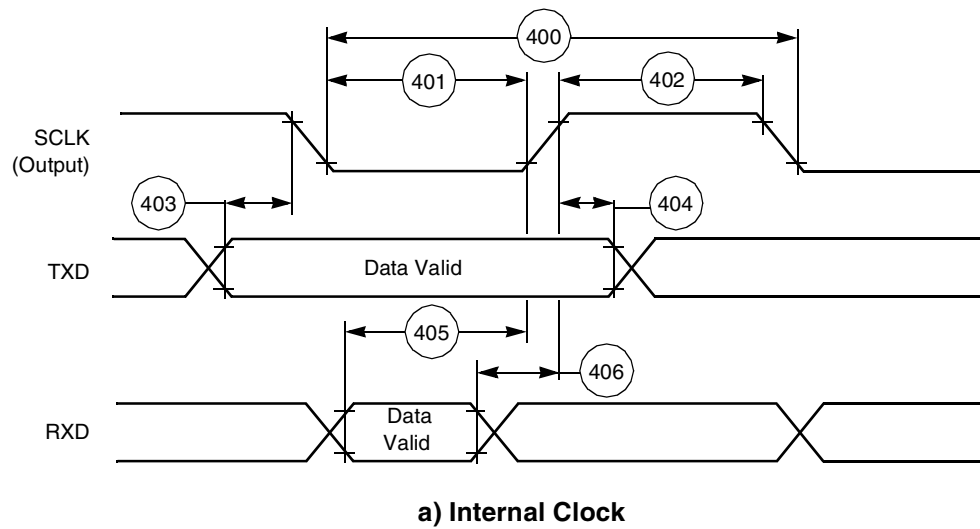 400
401
402
SCLK
(Output)
403
404
TXD
Data Valid
405
406
RXD
Data
Valid
a) Internal Clock